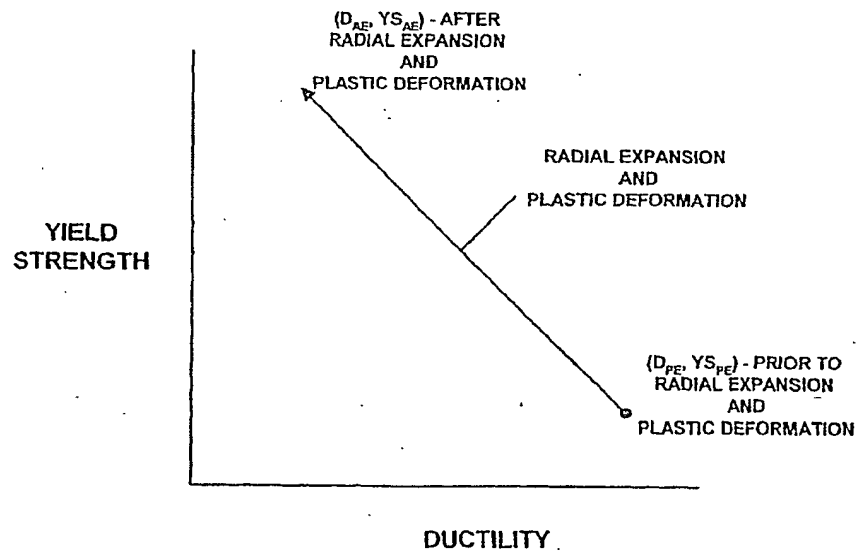 (D_AE, YS_AE) - AFTER
RADIAL EXPANSION
AND
PLASTIC DEFORMATION
RADIAL EXPANSION
AND
PLASTIC DEFORMATION
YIELD
STRENGTH
(D_PE, YS_PE) - PRIOR TO
RADIAL EXPANSION
AND
PLASTIC DEFORMATION
DUCTILITY